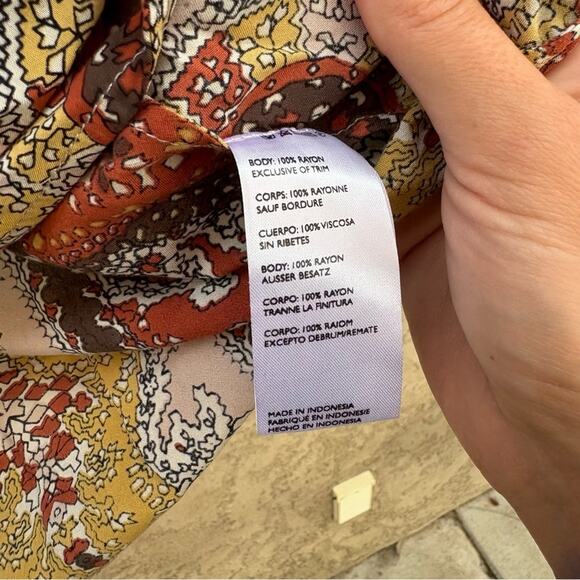 BODY: 100% RAYON
EXCLUSIVE OF TRIM
CORPS: 100% RAYONNE
SAUF BORDURE
CUERPO: 100% VISCOSA
SIN RIBETES
BODY: 100% RAYON
AUSSER BESATZ
CORPO: 100% RAYON
TRANNE LA FINITURA
CORPO: 100% RAIOM
EXCEPTO DEBRUM/REMATE
MADE IN INDONESIA
FABRIQUE EN INDONESIE
HECHO EN INDONESIA